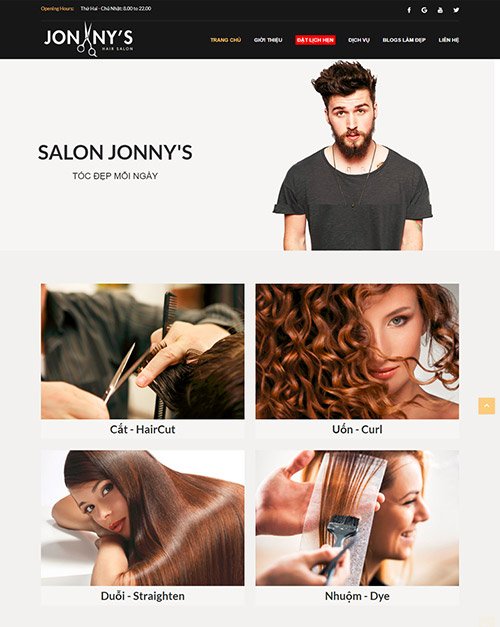 Opening Hours: Thứ Hai - Chủ Nhật: 8.00 to 22.00
JONNY'S
HAIR SALON
TRANG CHỦ GIỚI THIỆU ĐẶT LỊCH HẸN DỊCH VỤ BLOGS LÀM ĐẸP LIÊN HỆ
SALON JONNY'S
TÓC ĐẸP MỖI NGÀY
Cắt - HairCut
Uốn - Curl
Duỗi - Straighten
Nhuộm - Dye